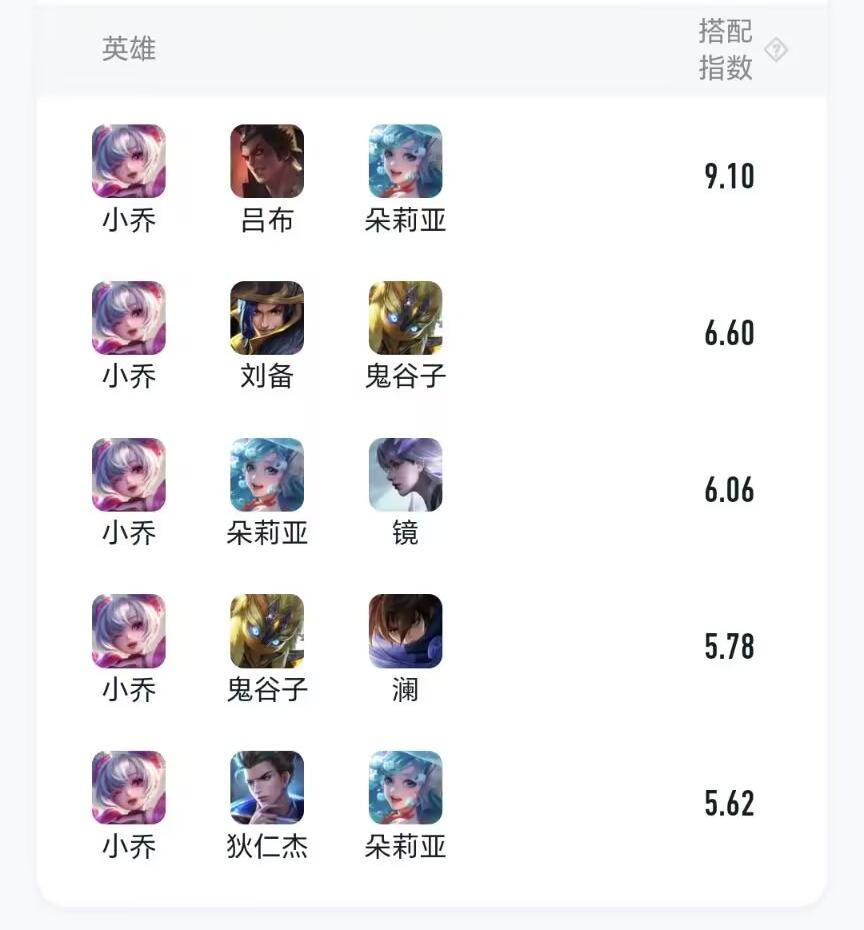 英雄
搭配
指数
?
小乔 吕布 朵莉亚 9.10
小乔 刘备 鬼谷子 6.60
小乔 朵莉亚 镜 6.06
小乔 鬼谷子 澜 5.78
小乔 狄仁杰 朵莉亚 5.62